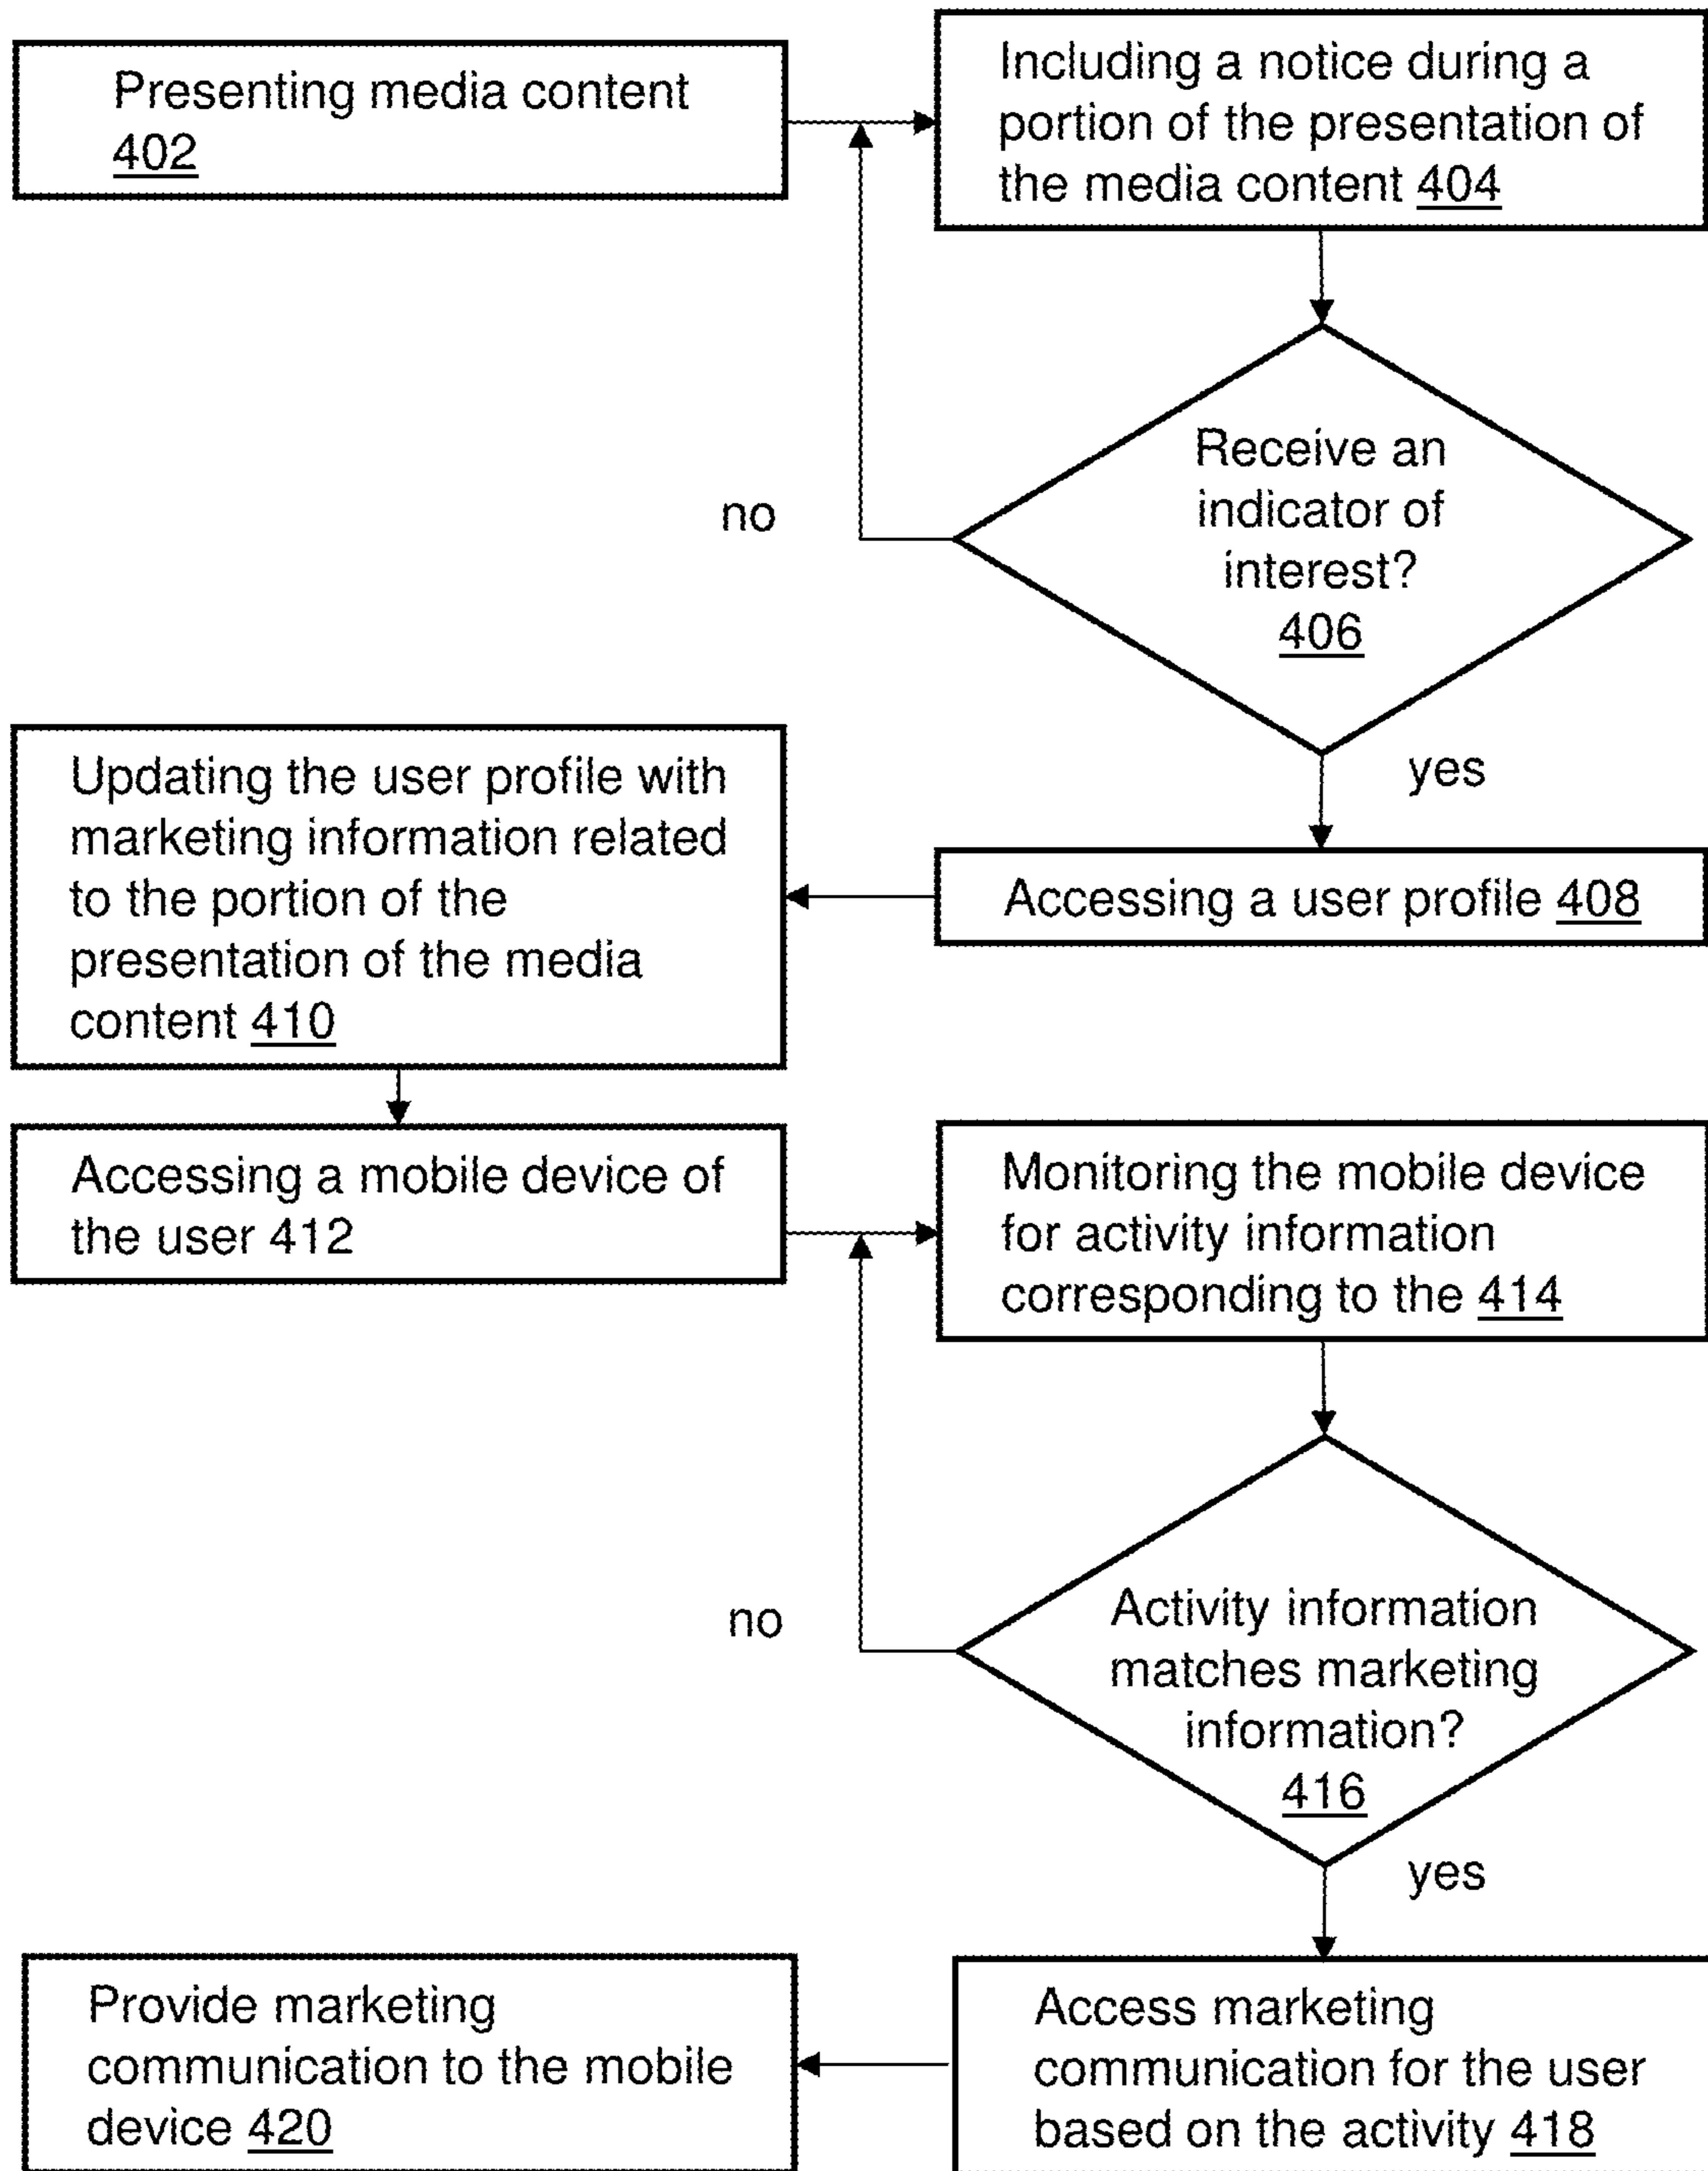 Presenting media content
402
Including a notice during a
portion of the presentation of
the media content 404
Receive an
indicator of
interest?
406
no
yes
Accessing a user profile 408
Updating the user profile with
marketing information related
to the portion of the
presentation of the media
content 410
Accessing a mobile device of
the user 412
Monitoring the mobile device
for activity information
corresponding to the 414
Activity information
matches marketing
information?
416
no
yes
Access marketing
communication for the user
based on the activity 418
Provide marketing
communication to the mobile
device 420